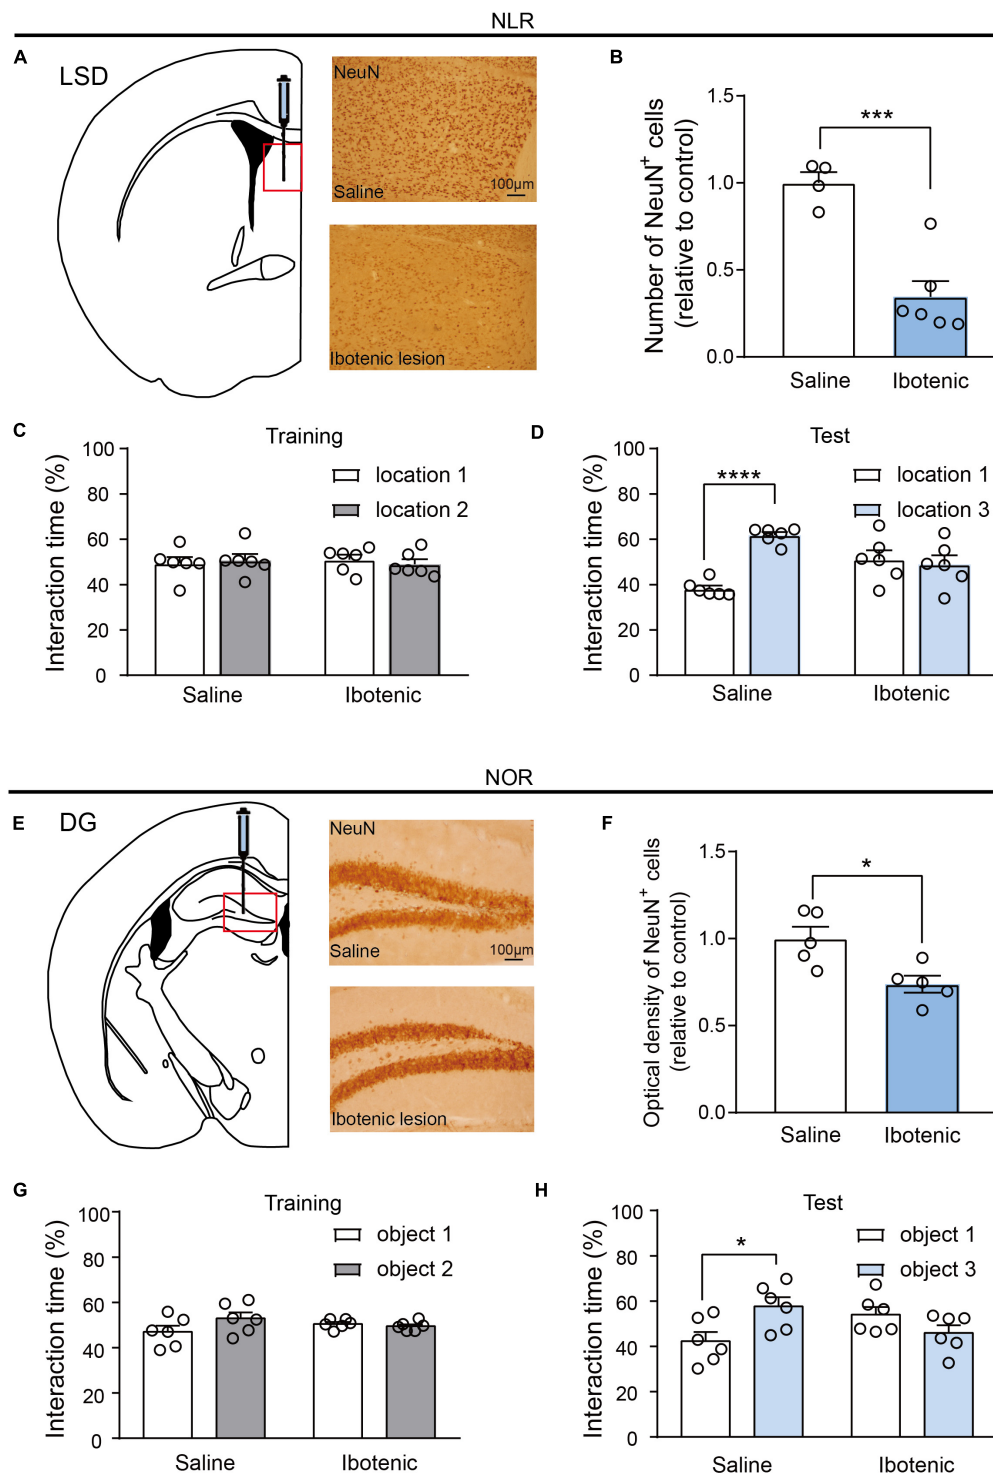 NLR
A
LSD
NeuN
Saline
100µm
Ibotenic lesion
B
Number of NeuN+ cells
(relative to control)
1.5
1.0
0.5
0.0
***
Saline
Ibotenic
C
Training
Interaction time (%)
100
80
60
40
20
0
location 1
location 2
Saline
Ibotenic
D
Test
Interaction time (%)
100
80
60
40
20
0
****
location 1
location 3
Saline
Ibotenic
NOR
E
DG
NeuN
Saline
100µm
Ibotenic lesion
F
Optical density of NeuN+ cells
(relative to control)
1.5
1.0
0.5
0.0
*
Saline
Ibotenic
G
Training
Interaction time (%)
100
80
60
40
20
0
object 1
object 2
Saline
Ibotenic
H
Test
Interaction time (%)
100
80
60
40
20
0
*
object 1
object 3
Saline
Ibotenic